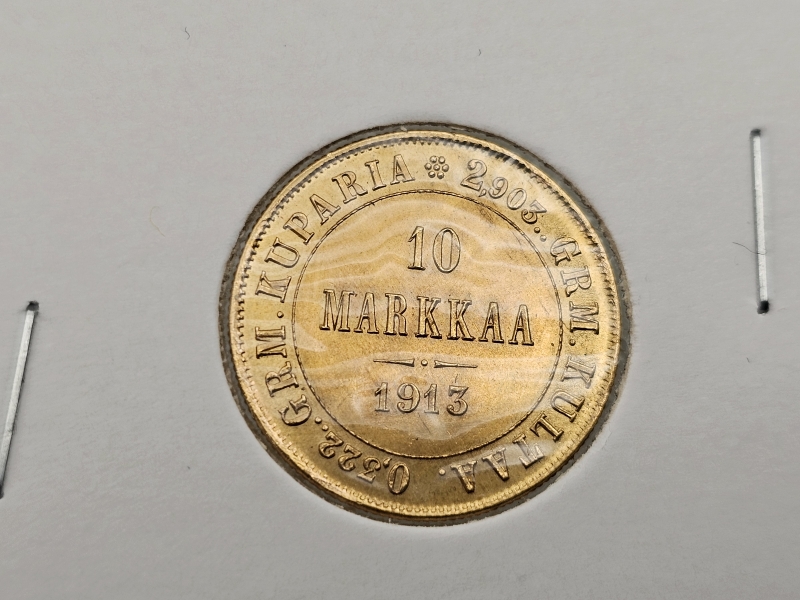 10
MARKKAA
1913
2,903..GRM. KULTAA. 0,322..GRM. KUPARIA